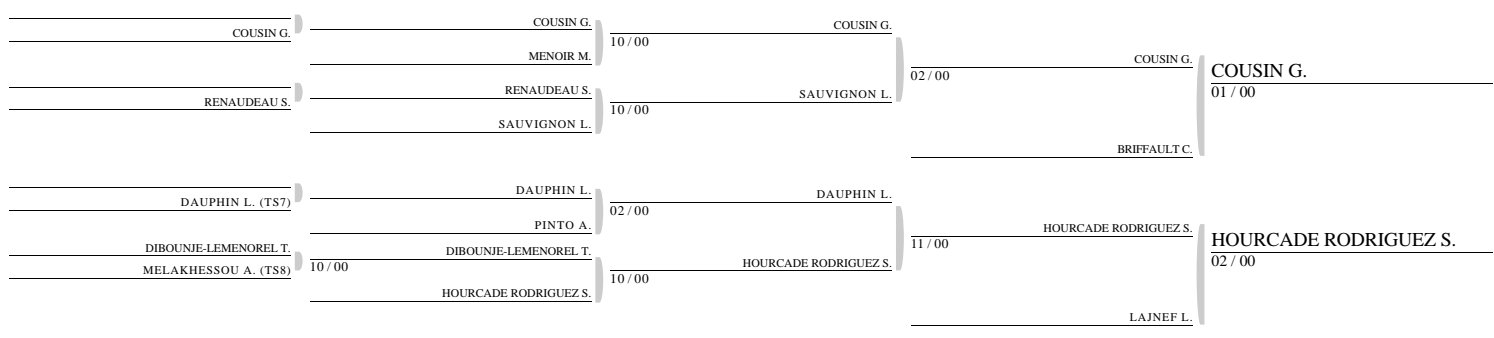 COUSIN G.
RENAUDEAU S.
DAUPHIN L. (TS7)
DIBOUNJE-LEMENOREL T.
MELAKHESSOU A. (TS8)
COUSIN G.
MENOIR M.
RENAUDEAU S.
SAUVIGNON L.
DAUPHIN L.
PINTO A.
DIBOUNJE-LEMENOREL T.
10 / 00
HOURCADE RODRIGUEZ S.
COUSIN G.
10 / 00
SAUVIGNON L.
10 / 00
DAUPHIN L.
02 / 00
HOURCADE RODRIGUEZ S.
10 / 00
COUSIN G.
02 / 00
BRIFFAULT C.
HOURCADE RODRIGUEZ S.
11 / 00
LAJNEF L.
COUSIN G.
01 / 00
HOURCADE RODRIGUEZ S.
02 / 00